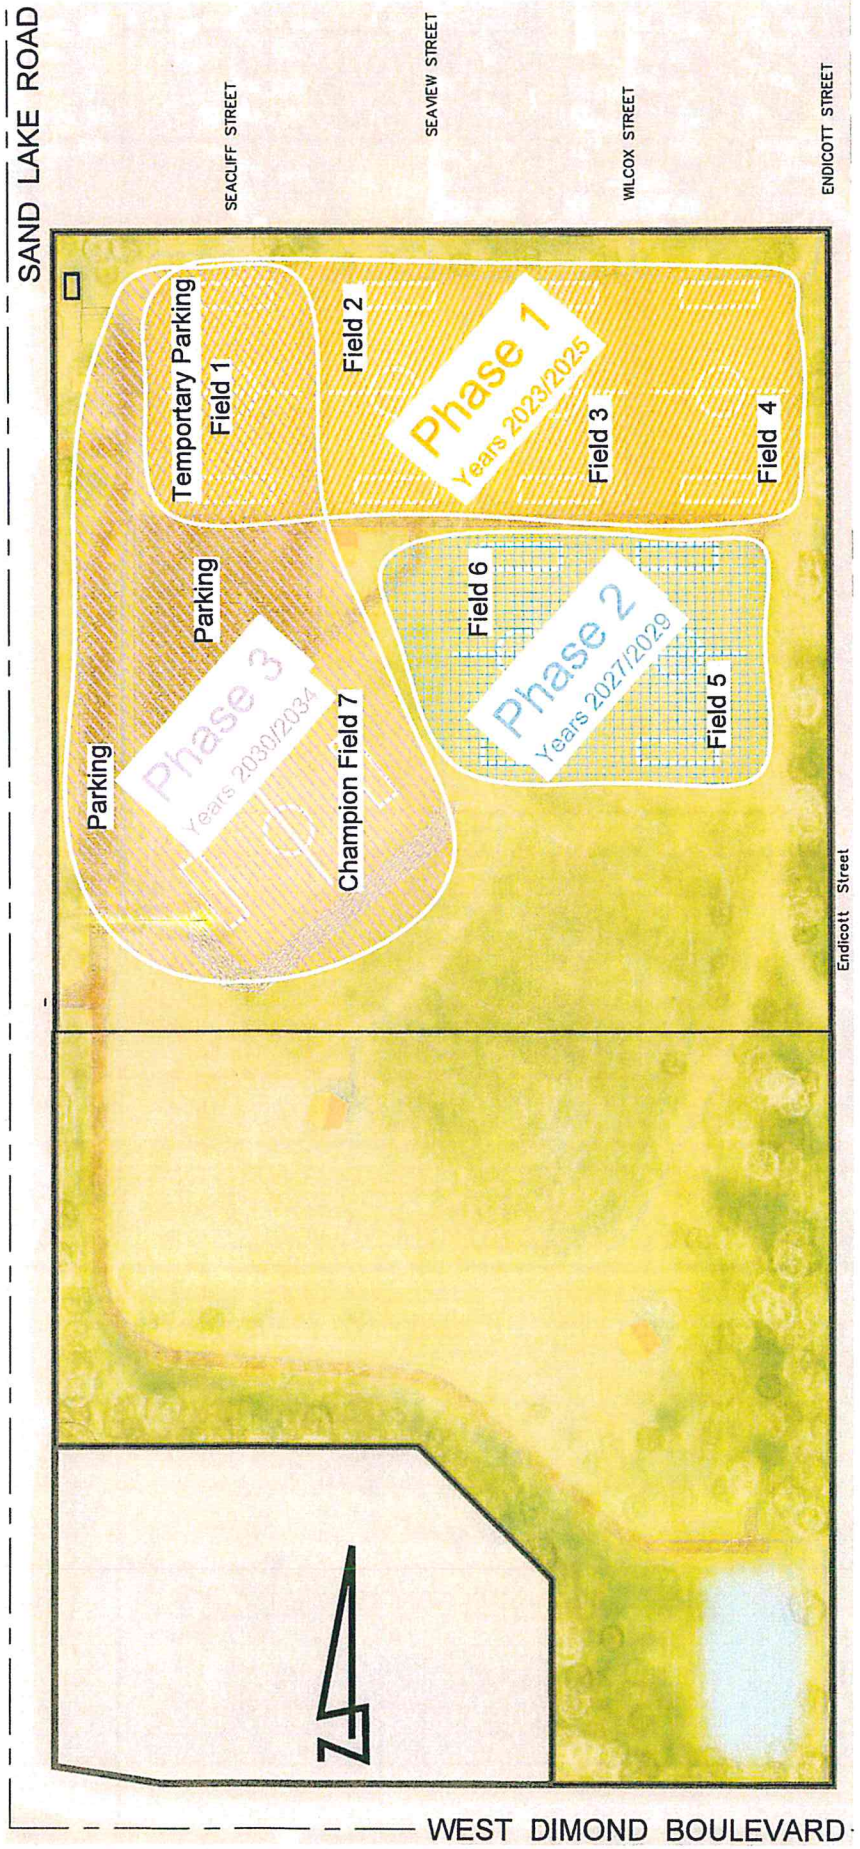 SAND LAKE ROAD
SEACLIFF STREET
SEAVIEW STREET
WILCOX STREET
ENDICOTT STREET
Temportary Parking
Field 1
Field 2
Phase 1
Years 2023/2025
Field 3
Field 4
Parking
Parking
Phase 3
Years 2030/2034
Champion Field 7
Field 6
Phase 2
Years 2027/2029
Field 5
Endicott Street
N
WEST DIMOND BOULEVARD